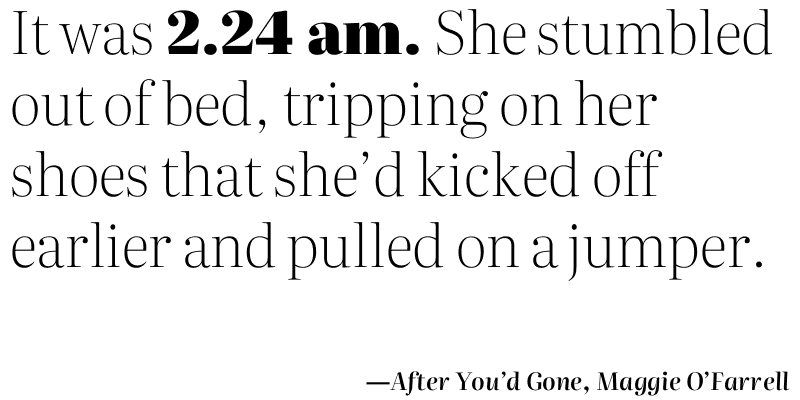 It was 2.24 am. She stumbled
out of bed, tripping on her
shoes that she’d kicked off
earlier and pulled on a jumper.
—After You’d Gone, Maggie O’Farrell